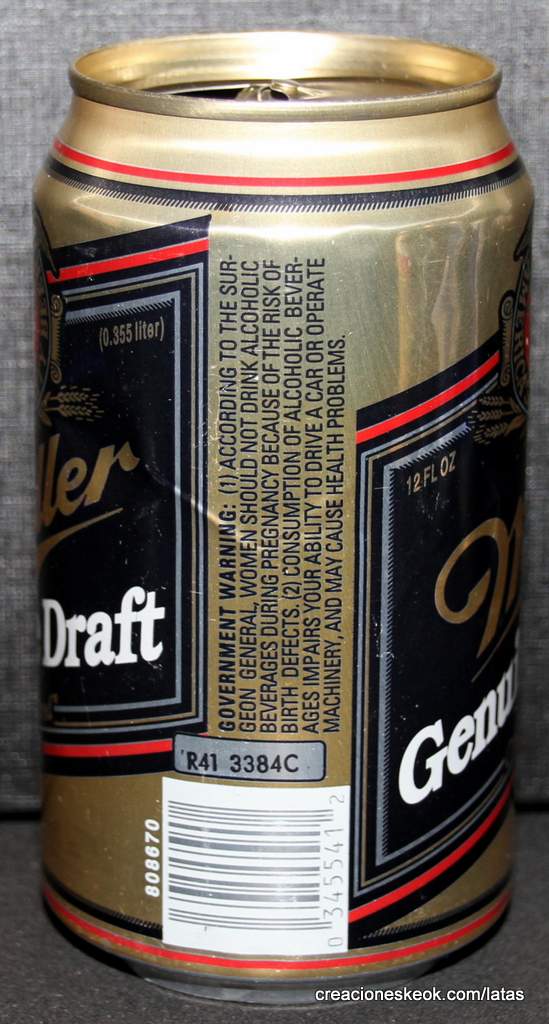 (0.355 liter)
ller
Draft
GOVERNMENT WARNING: (1) ACCORDING TO THE SUR-
GEON GENERAL, WOMEN SHOULD NOT DRINK ALCOHOLIC
BEVERAGES DURING PREGNANCY BECAUSE OF THE RISK OF
BIRTH DEFECTS. (2) CONSUMPTION OF ALCOHOLIC BEVER-
AGES IMPAIRS YOUR ABILITY TO DRIVE A CAR OR OPERATE
MACHINERY, AND MAY CAUSE HEALTH PROBLEMS.
R41 3384C
808670
0 345541 2
12 FL OZ
M
Genu
creacioneskeok.com/latas